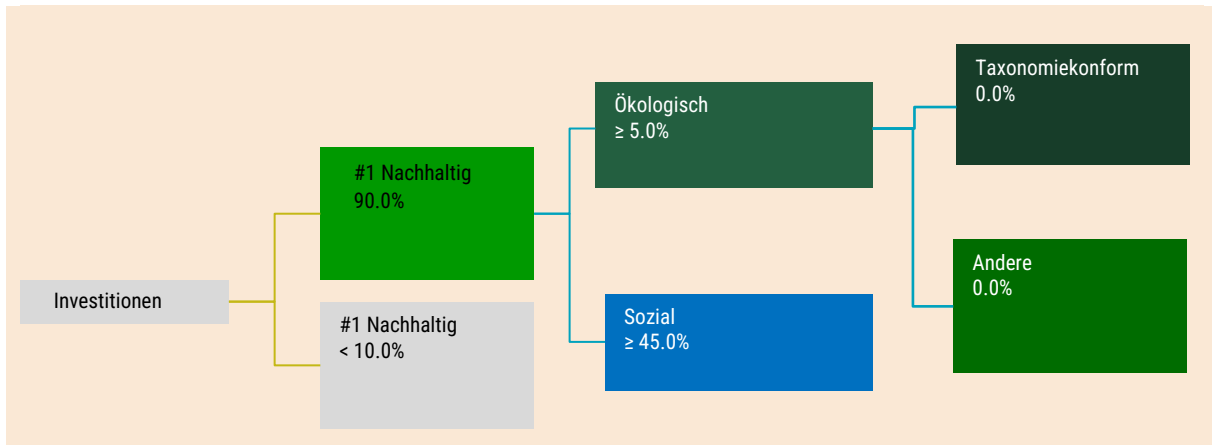 Investitionen
#1 Nachhaltig
90.0%
#1 Nachhaltig
< 10.0%
Ökologisch
≥ 5.0%
Sozial
≥ 45.0%
Taxonomiekonform
0.0%
Andere
0.0%